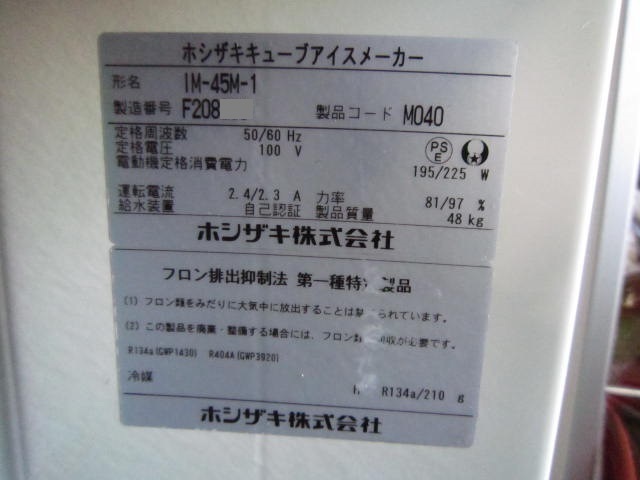 ホシザキキューブアイスメーカー
形名 IM-45M-1
製造番号 F208 製品コード M040
定格周波数 50/60 Hz
定格電圧 100 V
電動機定格消費電力 195/225 W
PSE
運転電流 2.4/2.3 A 力率 81/97 %
給水装置 自己認証 製品質量 48 kg
ホシザキ株式会社
フロン排出抑制法 第一種特 製品
(1) フロン類をみだりに大気中に放出することは られています。
(2) この製品を廃棄・整備する場合には、フロン類 収が必要です。
R134a(GWP1430) R404A(GWP3920)
冷媒 R134a/210 g
ホシザキ株式会社